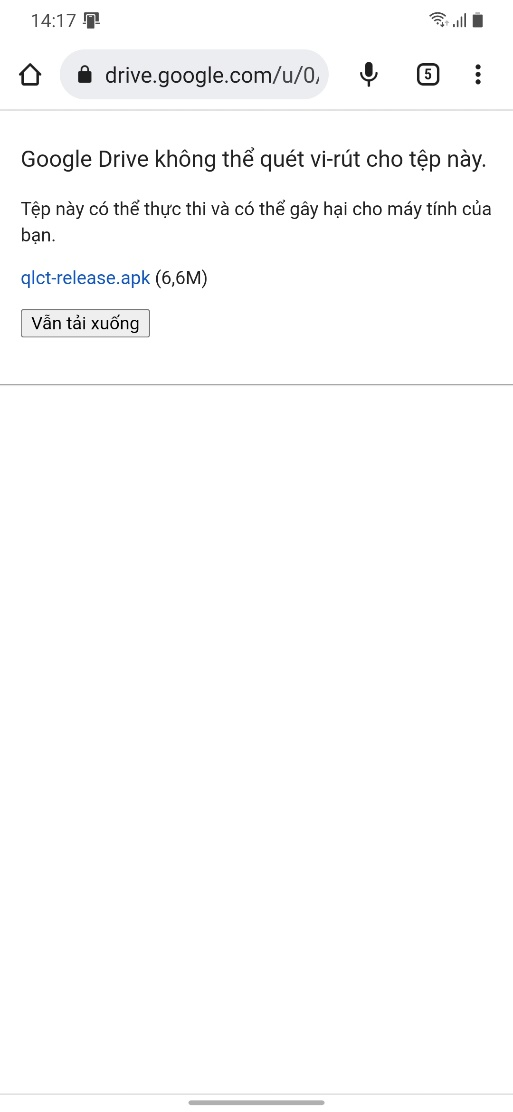 14:17
drive.google.com/u/0/
5
Google Drive không thể quét vi-rút cho tệp này.
Tệp này có thể thực thi và có thể gây hại cho máy tính của
bạn.
qlct-release.apk (6,6M)
Vẫn tải xuống